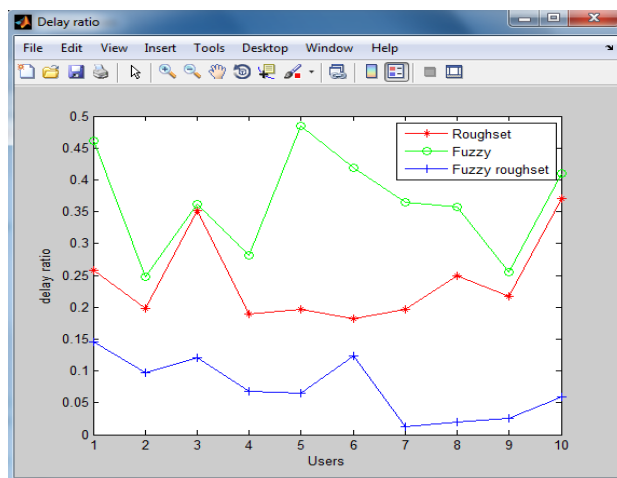 Delay ratio
File Edit View Insert Tools Desktop Window Help
0.5
0.45
0.4
0.35
0.3
0.25
0.2
0.15
0.1
0.05
0
delay ratio
Roughset
Fuzzy
Fuzzy roughset
1 2 3 4 5 6 7 8 9 10
Users